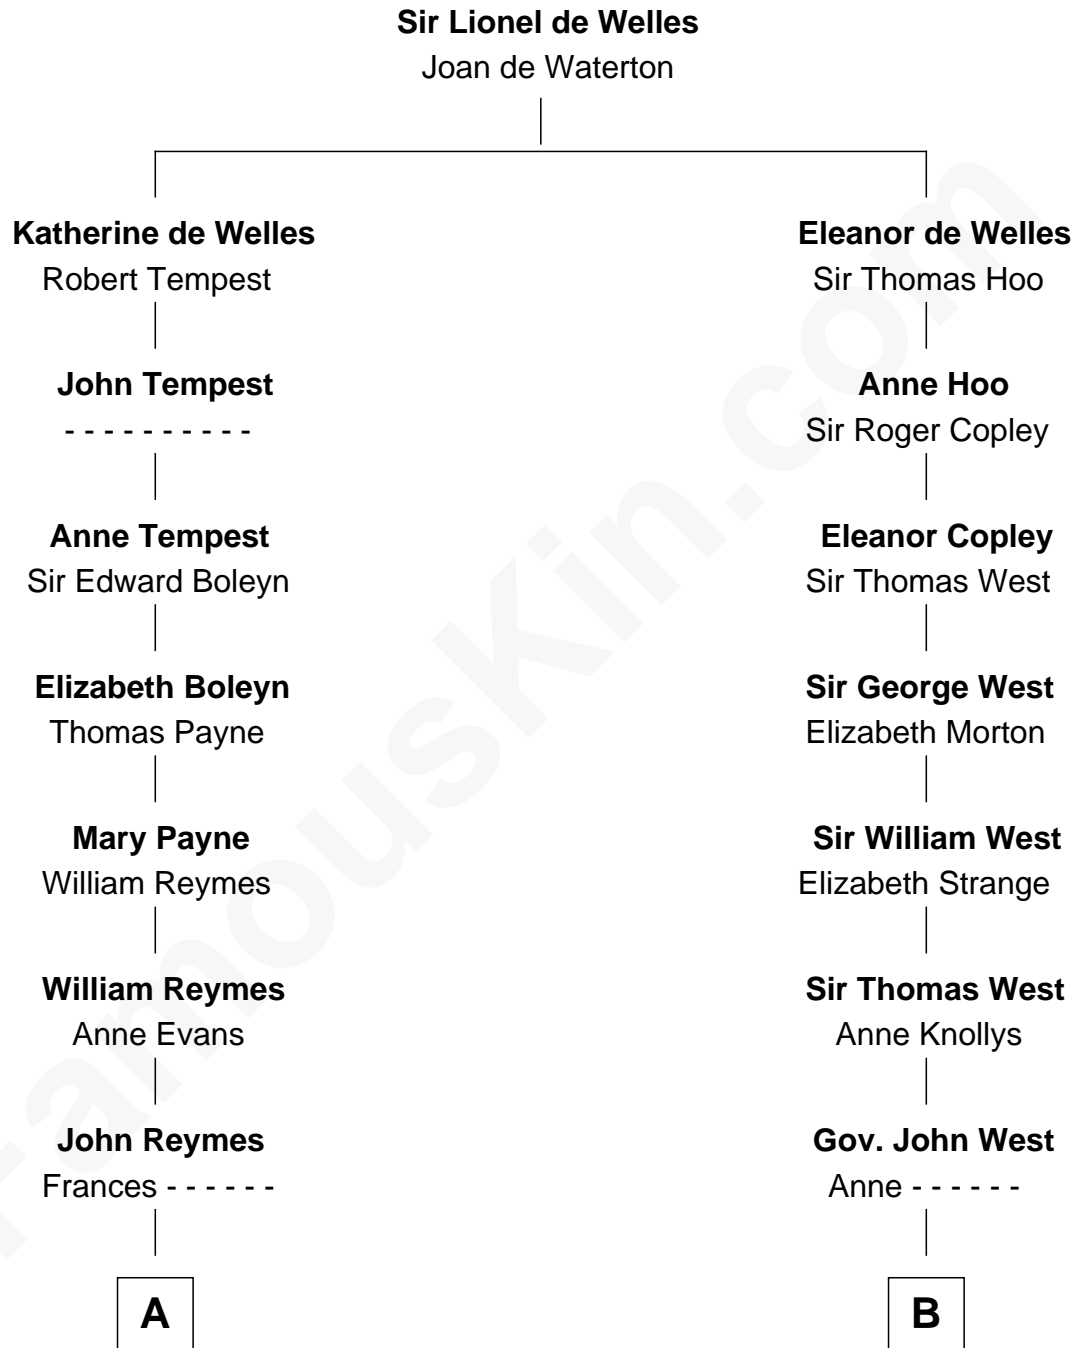 Sir Lionel de Welles
Joan de Waterton
Katherine de Welles
Robert Tempest
Eleanor de Welles
Sir Thomas Hoo
John Tempest
- - - - - - - - - -
Anne Hoo
Sir Roger Copley
Anne Tempest
Sir Edward Boleyn
Eleanor Copley
Sir Thomas West
Elizabeth Boleyn
Thomas Payne
Sir George West
Elizabeth Morton
Mary Payne
William Reymes
Sir William West
Elizabeth Strange
William Reymes
Anne Evans
Sir Thomas West
Anne Knollys
John Reymes
Frances - - - - - -
Gov. John West
Anne - - - - - -
A
B
FamousKin.com